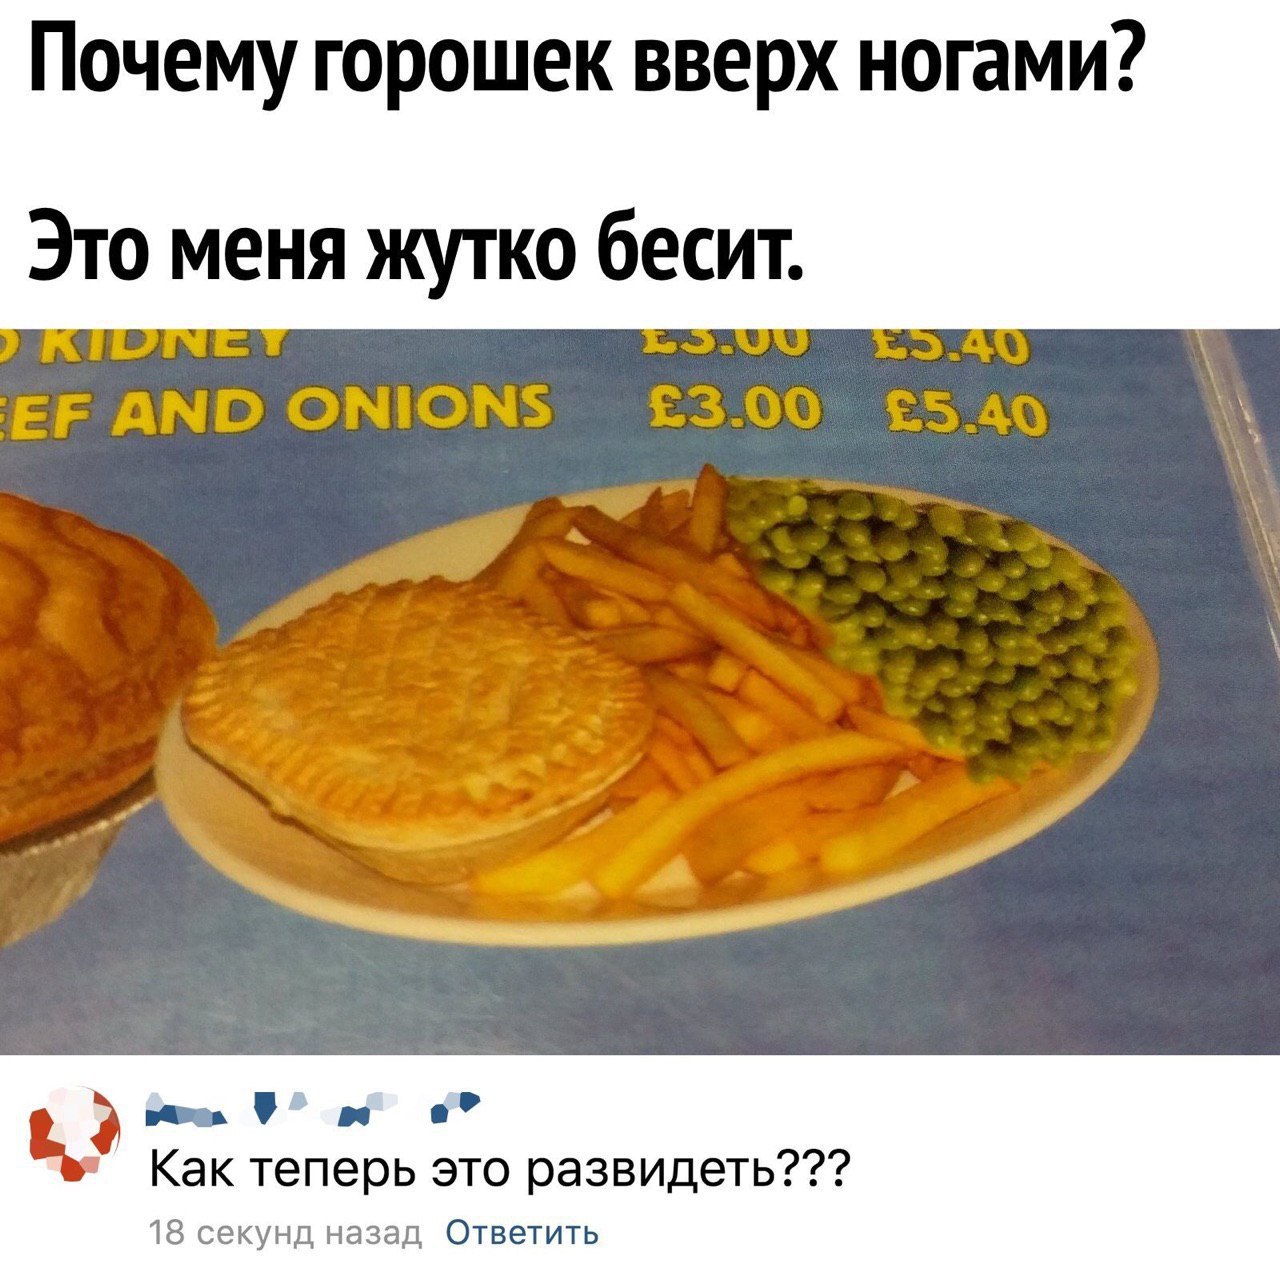 Почему горошек вверх ногами?
Это меня жутко бесит.
KIDNEY £3.00 £5.40
EEF AND ONIONS £3.00 £5.40
Как теперь это развидеть???
18 секунд назад Ответить